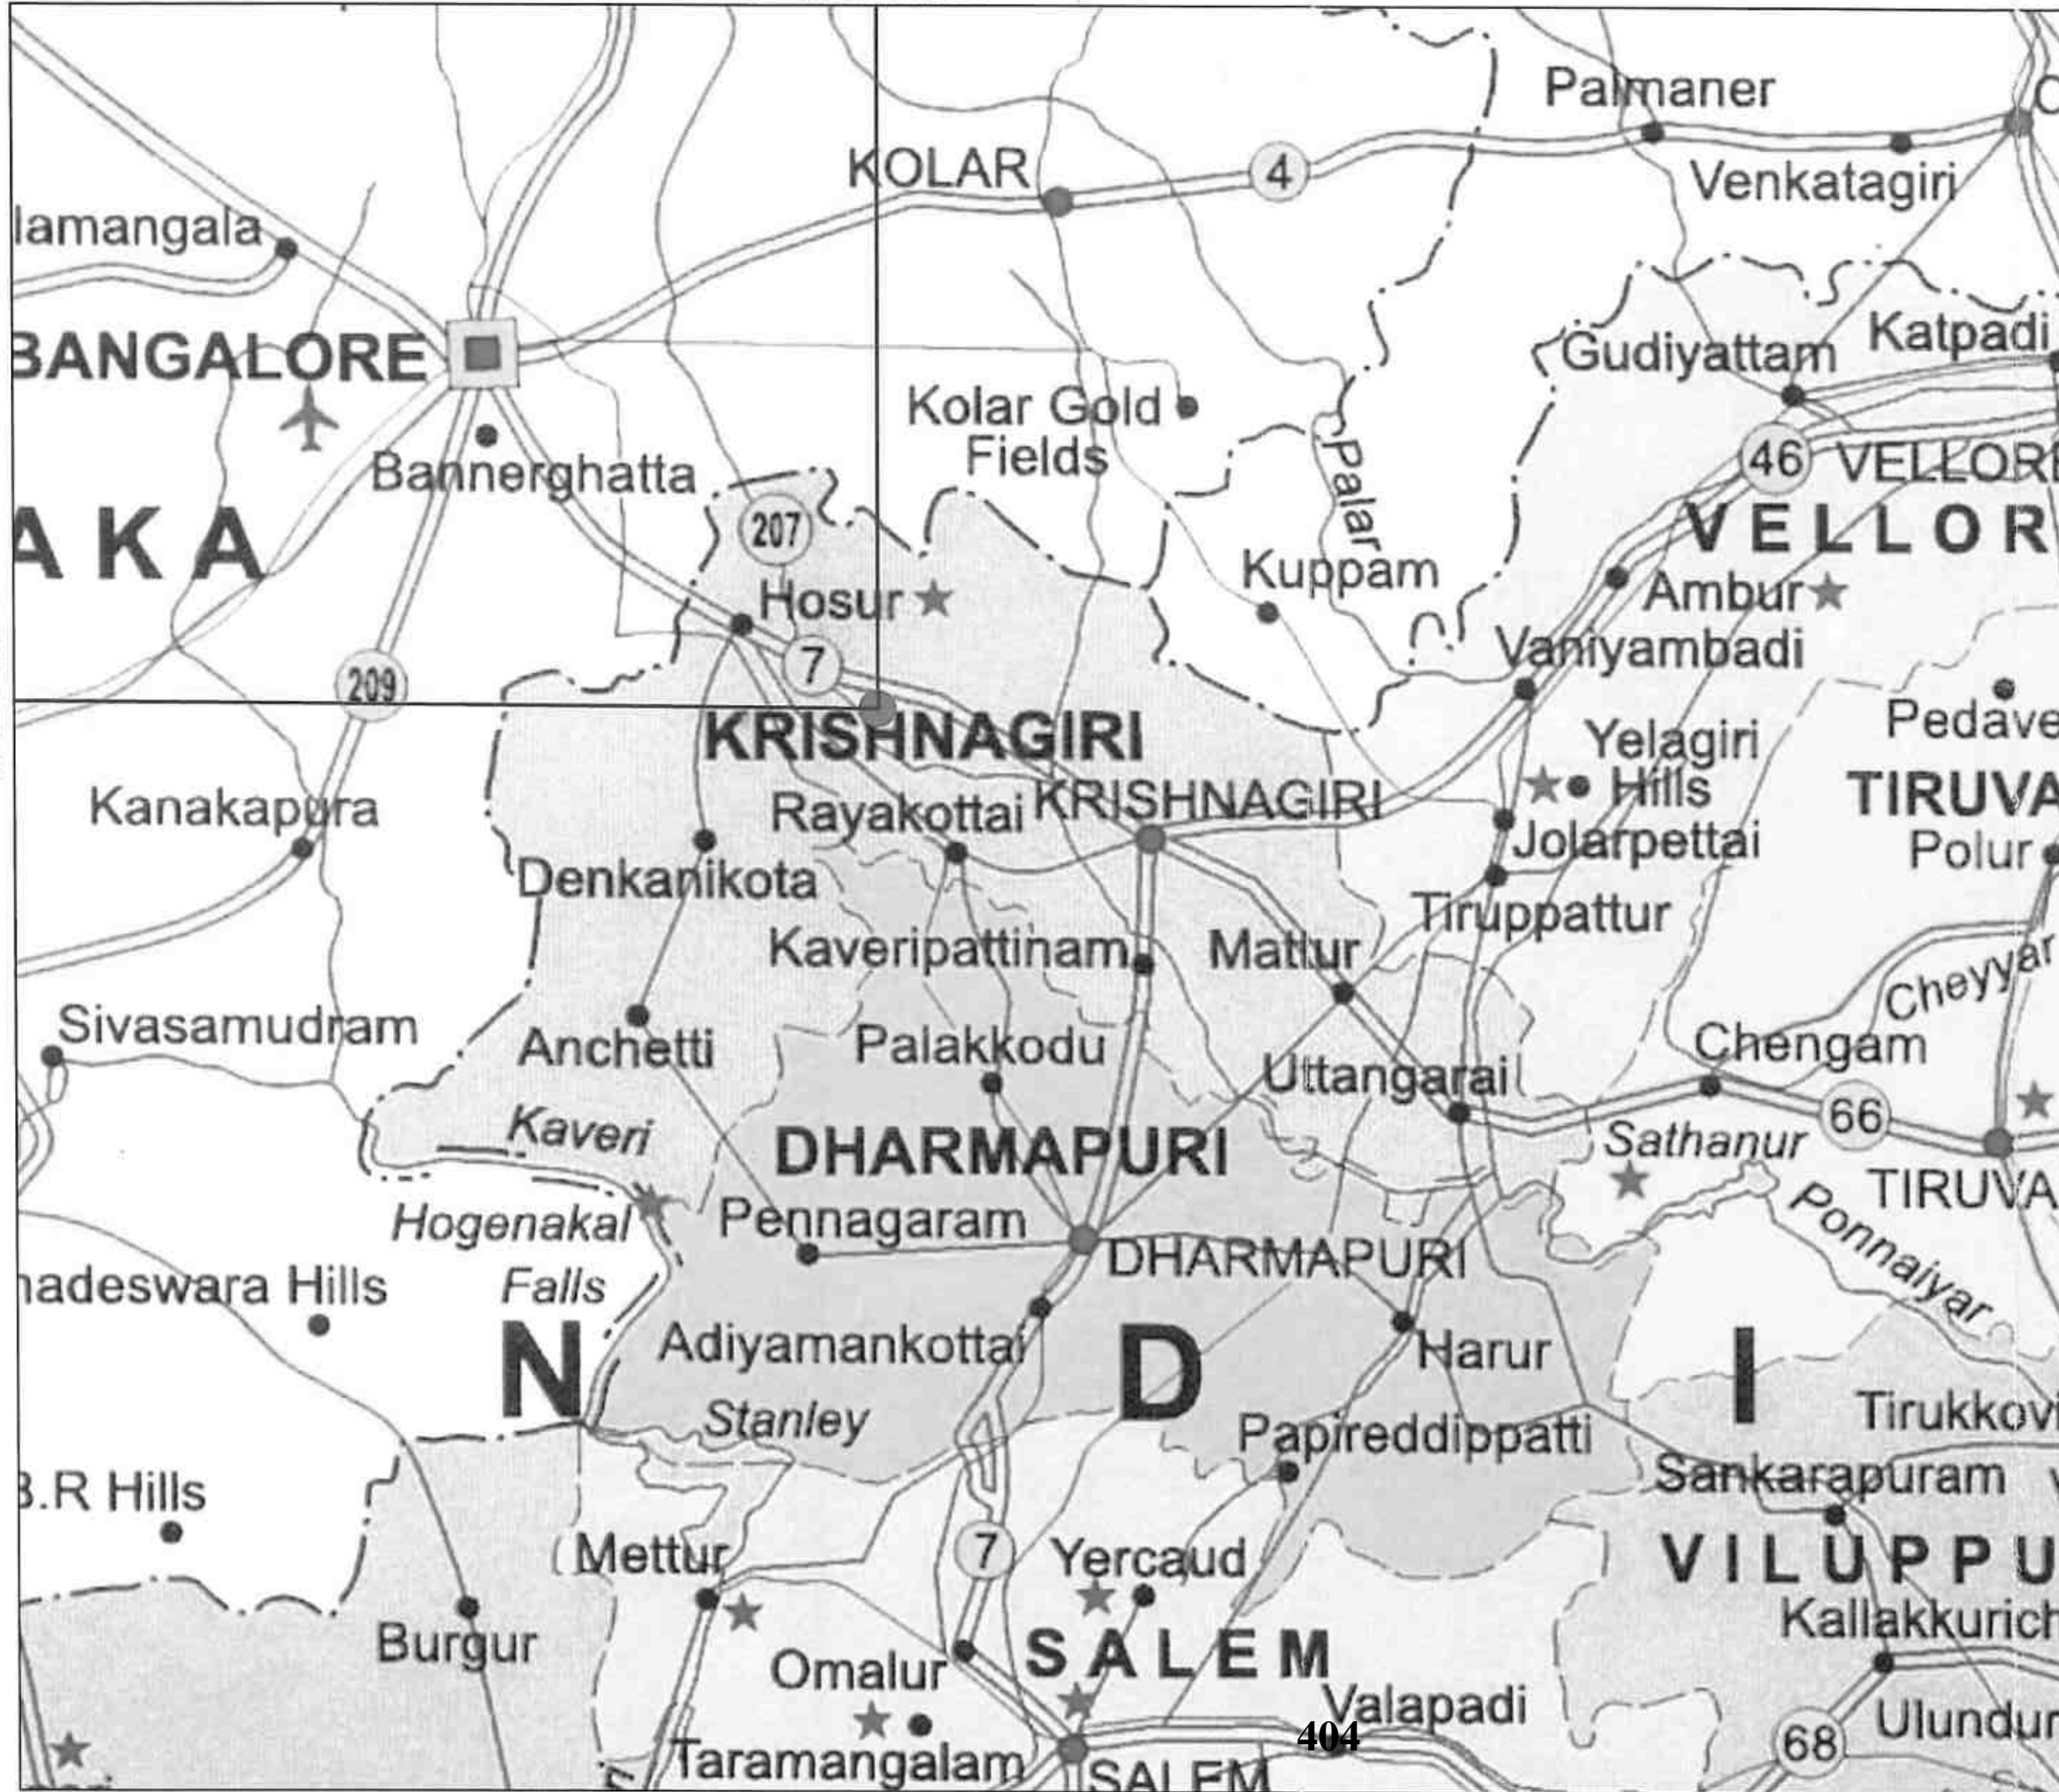 Palmaner
KOLAR
4
Venkatagiri
lamangala
BANGALORE
Gudiyattam
Katpadi
Kolar Gold
Fields
Bannerghatta
Palar
46
VELLORE
207
AKA
VELLOR
Kuppam
Hosur
Ambur
Vaniyambadi
7
209
Pedave
KRISHNAGIRI
Yelagiri
Hills
Kanakapura
Rayakottai
KRISHNAGIRI
TIRUVA
Jolarpettai
Polur
Denkanikota
Tiruppattur
Kaveripattinam
Mattur
Cheyyar
Sivasamudram
Anchetti
Palakkodu
Chengam
Uttangarai
66
Kaveri
DHARMAPURI
Sathanur
Hogenakal
Falls
Pennagaram
TIRUVA
Ponnaiyar
DHARMAPURI
hadeswara Hills
N
Adiyamankottai
D
Harur
I
Stanley
Tirukkovi
Papireddippatti
Sankarapuram
B.R Hills
Mettur
7
Yercaud
VILUPPU
Kallakkurich
Burgur
Omalur
SALEM
Valapadi
404
Ulundur
68
Taramangalam
SALEM